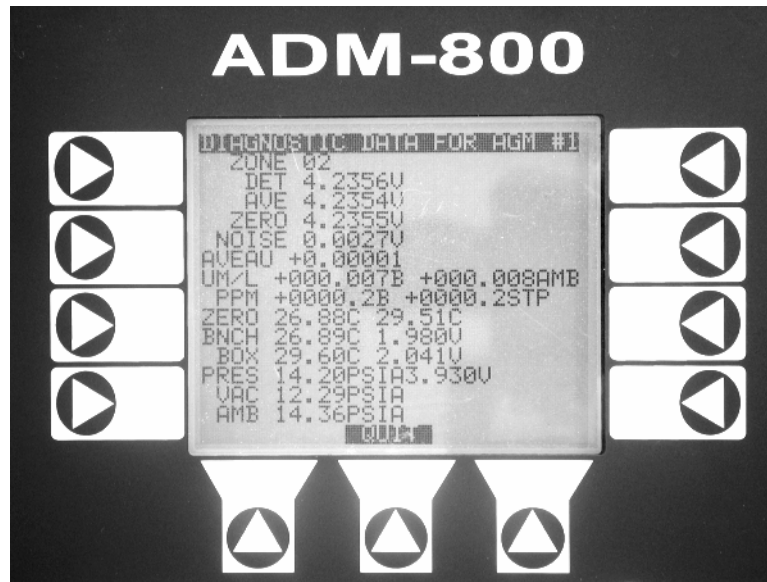 ADM-800
DIAGNOSTIC DATA FOR AGM #1
ZONE 02
DET 4.2356V
AVE 4.2354V
ZERO 4.2355V
NOISE 0.0027V
AVEAU +0.00001
UM/L +000.007B +000.008AMB
PPM +0000.2B +0000.2STP
ZERO 26.88C 29.51C
BNCH 26.89C 1.980V
BOX 29.60C 2.041V
PRES 14.20PSIA3.930V
VAC 12.29PSIA
AMB 14.36PSIA
QUIT